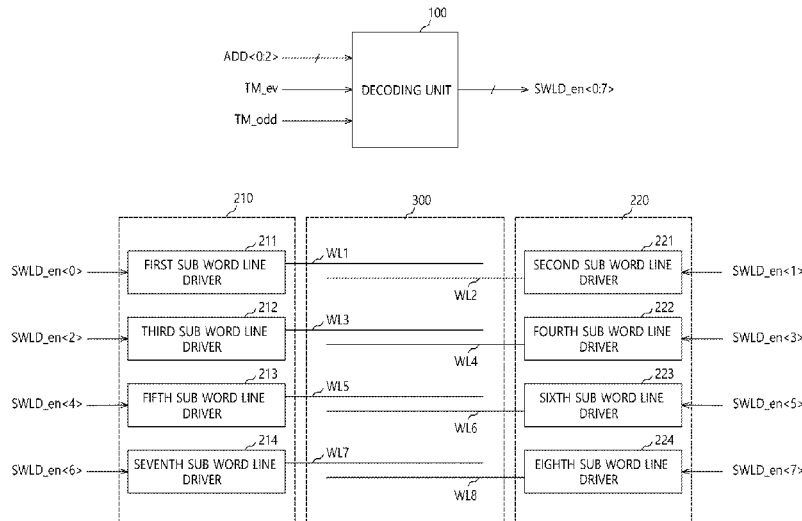 100
ADD<0:2>
TM_ev
DECODING UNIT
SWLD_en<0:7>
TM_odd
210
300
220
211
WL1
221
SWLD_en<0>
FIRST SUB WORD LINE
DRIVER
SECOND SUB WORD LINE
DRIVER
SWLD_en<1>
WL2
212
WL3
222
SWLD_en<2>
THIRD SUB WORD LINE
DRIVER
FOURTH SUB WORD LINE
DRIVER
SWLD_en<3>
WL4
213
WL5
223
SWLD_en<4>
FIFTH SUB WORD LINE
DRIVER
SIXTH SUB WORD LINE
DRIVER
SWLD_en<5>
WL6
214
WL7
224
SWLD_en<6>
SEVENTH SUB WORD LINE
DRIVER
EIGHTH SUB WORD LINE
DRIVER
SWLD_en<7>
WL8